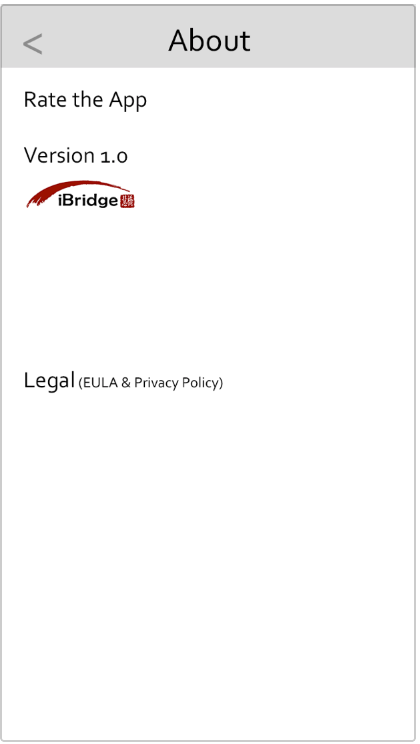 <
About
Rate the App
Version 1.0
iBridge
Legal (EULA & Privacy Policy)